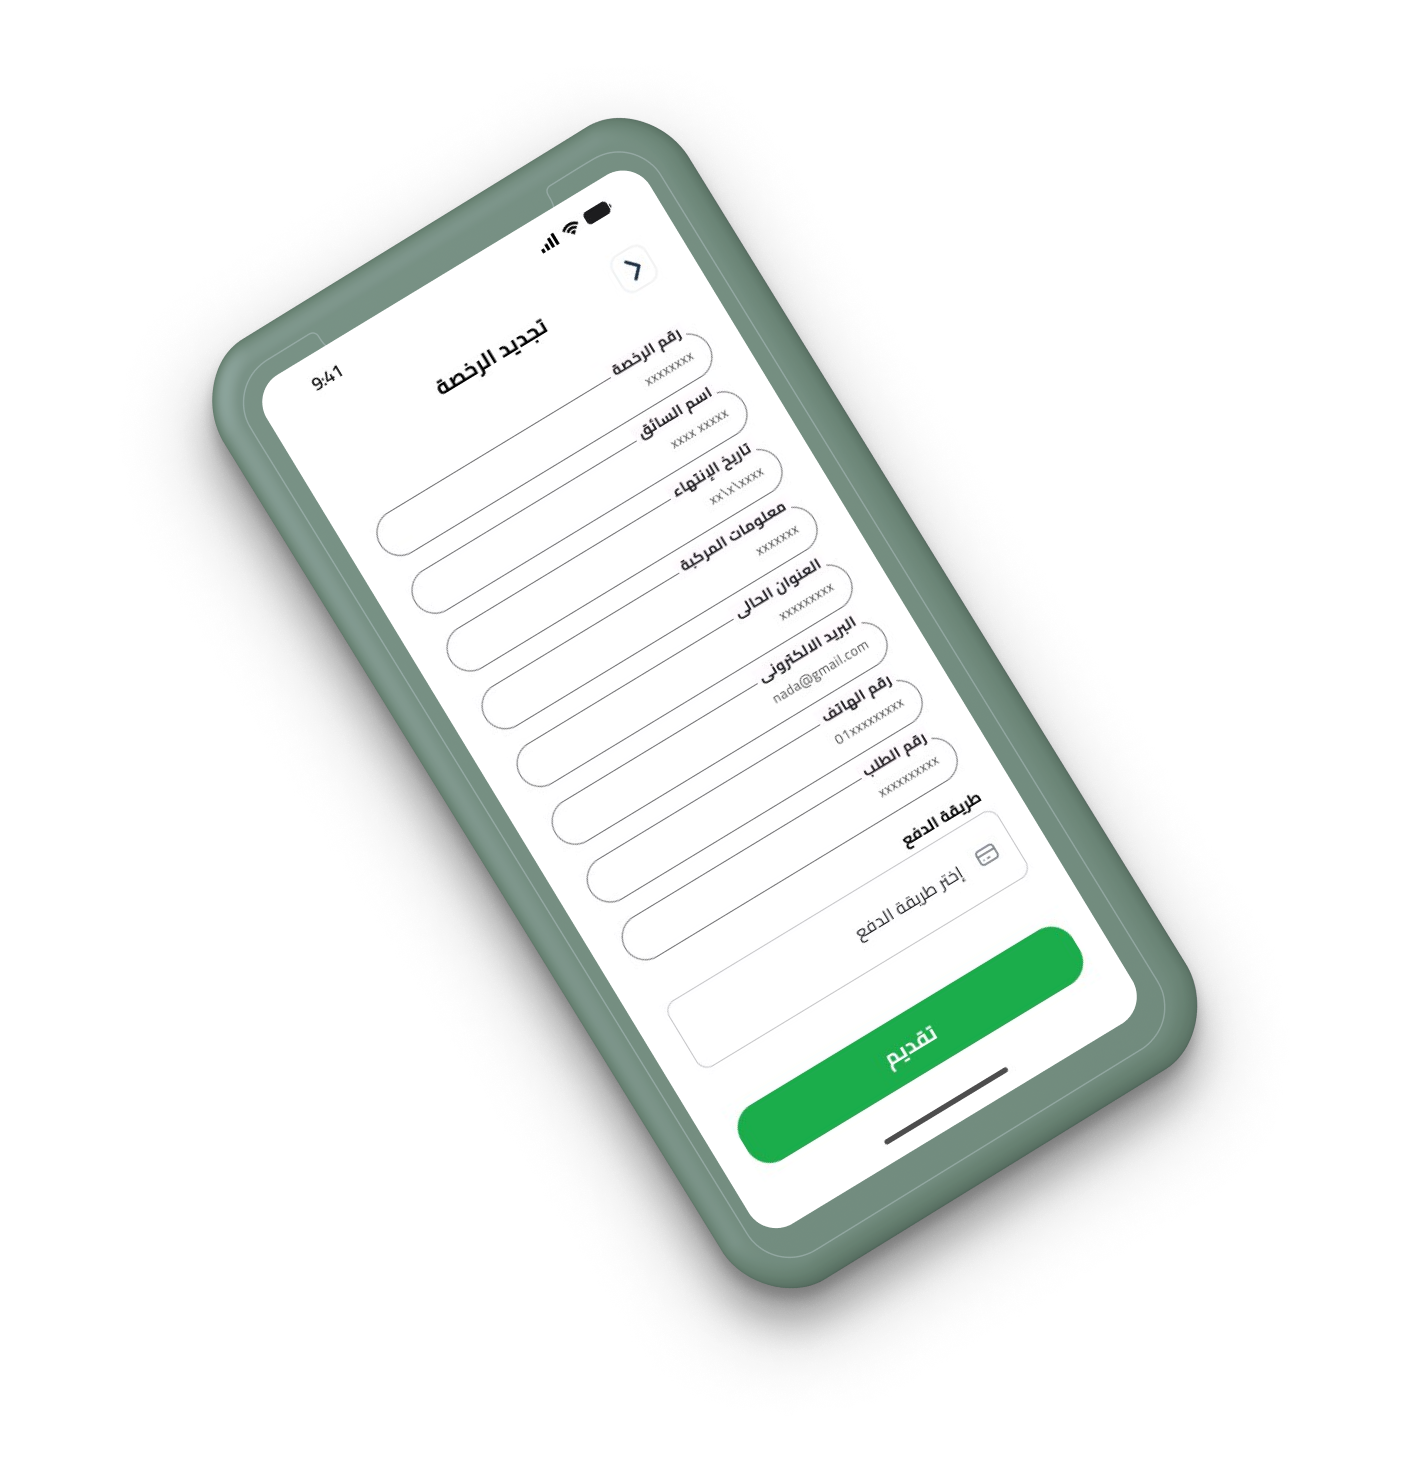 9:41
تجديد الرخصة
رقم الرخصة
xxxxxxxx
اسم السائق
xxxx xxxxx
تاريخ الإنتهاء
xx\x\xxxx
معلومات المركبة
xxxxxxx
العنوان الحالى
xxxxxxxxx
البريد الالكترونى
nada@gmail.com
رقم الهاتف
01xxxxxxxxx
رقم الطلب
xxxxxxxxxx
طريقة الدفع
إختر طريقة الدفع
تقديم